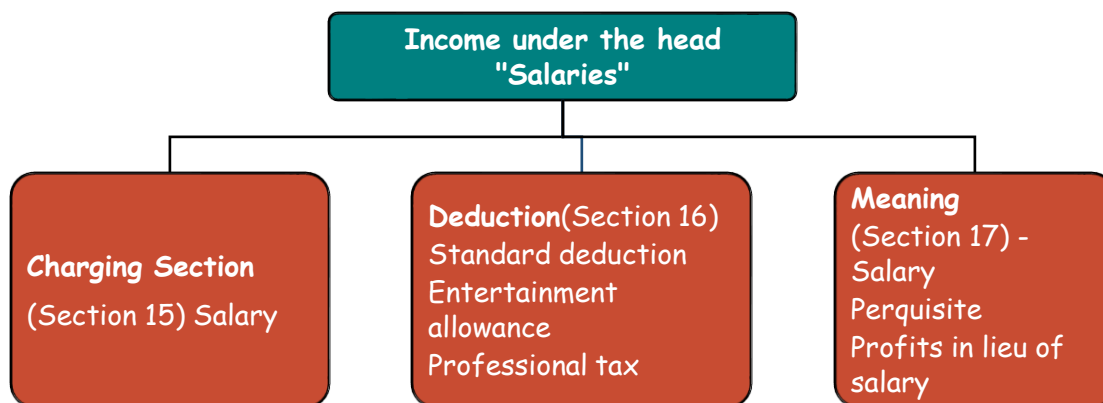 Income under the head
"Salaries"
Charging Section
(Section 15) Salary
Deduction(Section 16)
Standard deduction
Entertainment
allowance
Professional tax
Meaning
(Section 17) -
Salary
Perquisite
Profits in lieu of
salary